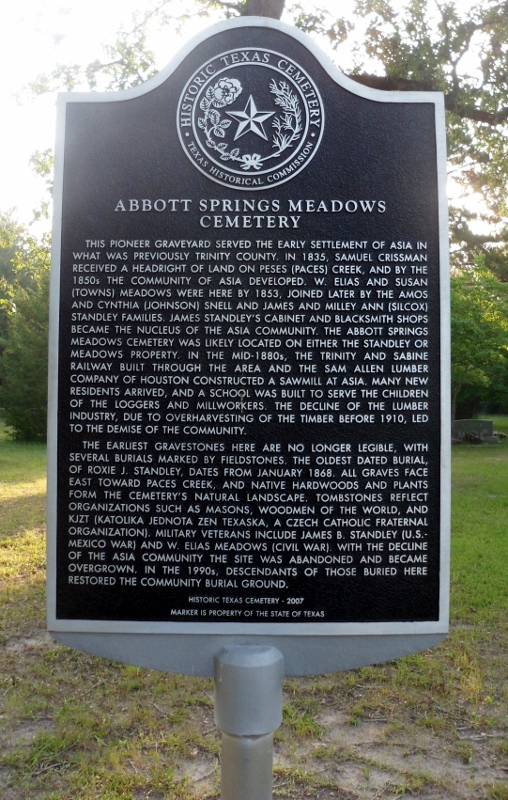 HISTORIC TEXAS CEMETERY
TEXAS HISTORICAL COMMISSION
ABBOTT SPRINGS MEADOWS
CEMETERY
THIS PIONEER GRAVEYARD SERVED THE EARLY SETTLEMENT OF ASIA IN
WHAT WAS PREVIOUSLY TRINITY COUNTY. IN 1835, SAMUEL CRISSMAN
RECEIVED A HEADRIGHT OF LAND ON PESES (PACES) CREEK, AND BY THE
1850s THE COMMUNITY OF ASIA DEVELOPED. W. ELIAS AND SUSAN
(TOWNS) MEADOWS WERE HERE BY 1853, JOINED LATER BY THE AMOS
AND CYNTHIA (JOHNSON) SNELL AND JAMES AND MILLEY ANN (SILCOX)
STANDLEY FAMILIES. JAMES STANDLEY'S CABINET AND BLACKSMITH SHOPS
BECAME THE NUCLEUS OF THE ASIA COMMUNITY. THE ABBOTT SPRINGS
MEADOWS CEMETERY WAS LIKELY LOCATED ON EITHER THE STANDLEY OR
MEADOWS PROPERTY. IN THE MID-1880s, THE TRINITY AND SABINE
RAILWAY BUILT THROUGH THE AREA AND THE SAM ALLEN LUMBER
COMPANY OF HOUSTON CONSTRUCTED A SAWMILL AT ASIA. MANY NEW
RESIDENTS ARRIVED, AND A SCHOOL WAS BUILT TO SERVE THE CHILDREN
OF THE LOGGERS AND MILLWORKERS. THE DECLINE OF THE LUMBER
INDUSTRY, DUE TO OVERHARVESTING OF THE TIMBER BEFORE 1910, LED
TO THE DEMISE OF THE COMMUNITY.
THE EARLIEST GRAVESTONES HERE ARE NO LONGER LEGIBLE, WITH
SEVERAL BURIALS MARKED BY FIELDSTONES. THE OLDEST DATED BURIAL,
OF ROXIE J. STANDLEY, DATES FROM JANUARY 1868. ALL GRAVES FACE
EAST TOWARD PACES CREEK, AND NATIVE HARDWOODS AND PLANTS
FORM THE CEMETERY'S NATURAL LANDSCAPE. TOMBSTONES REFLECT
ORGANIZATIONS SUCH AS MASONS, WOODMEN OF THE WORLD, AND
KJZT (KATOLIKA JEDNOTA ZEN TEXASKA, A CZECH CATHOLIC FRATERNAL
ORGANIZATION). MILITARY VETERANS INCLUDE JAMES B. STANDLEY (U.S.-
MEXICO WAR) AND W. ELIAS MEADOWS (CIVIL WAR). WITH THE DECLINE
OF THE ASIA COMMUNITY THE SITE WAS ABANDONED AND BECAME
OVERGROWN. IN THE 1990s, DESCENDANTS OF THOSE BURIED HERE
RESTORED THE COMMUNITY BURIAL GROUND.
HISTORIC TEXAS CEMETERY - 2007
MARKER IS PROPERTY OF THE STATE OF TEXAS